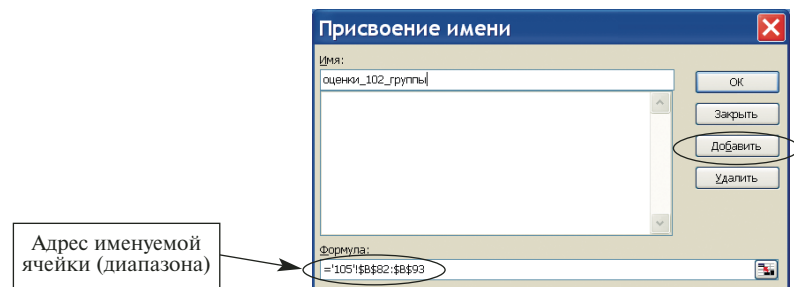 Присвоение имени
Имя:
оценки_102_группы
ОК
Закрыть
Добавить
Удалить
Адрес именуемой
ячейки (диапазона)
Формула:
='105'!$B$82:$B$93